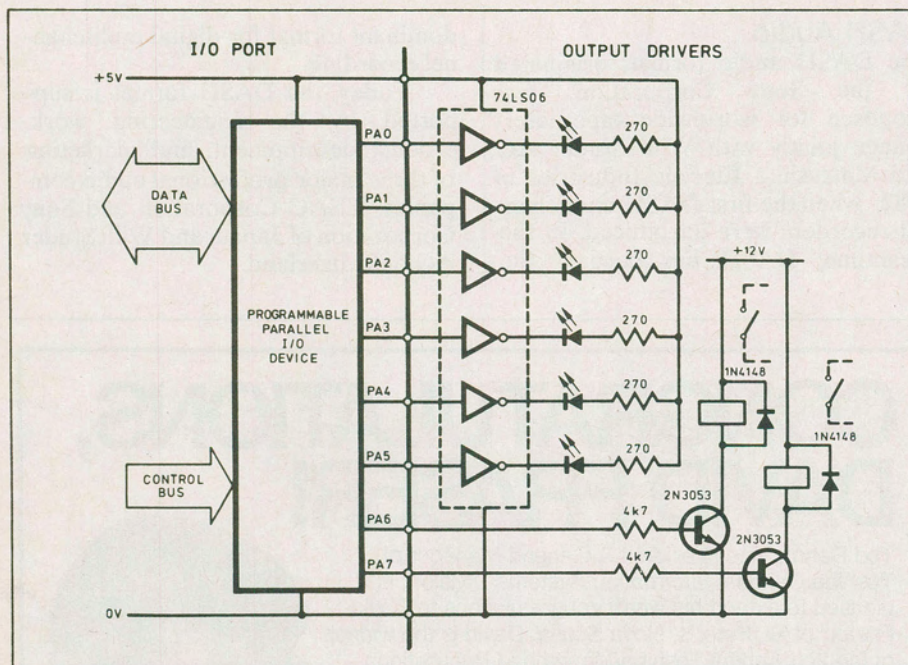 I/O PORT
OUTPUT DRIVERS
+5V
74LS06
PA0
270
DATA
BUS
PA1
270
PA2
270
+12V
PROGRAMMABLE
PARALLEL
I/O
DEVICE
PA3
270
1N4148
PA4
270
1N4148
PA5
270
CONTROL
BUS
PA6
4k7
2N3053
PA7
4k7
2N3053
0V